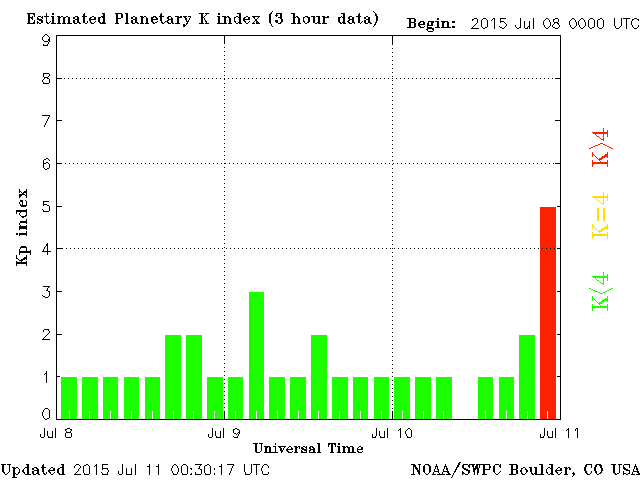 Estimated Planetary K index (3 hour data) Begin: 2015 Jul 08 0000 UTC
9
8
7
6
5
4
3
2
1
0
Kp index
K>4
K=4
K<4
Jul 8 Jul 9 Jul 10 Jul 11
Universal Time
Updated 2015 Jul 11 00:30:17 UTC NOAA/SWPC Boulder, CO USA